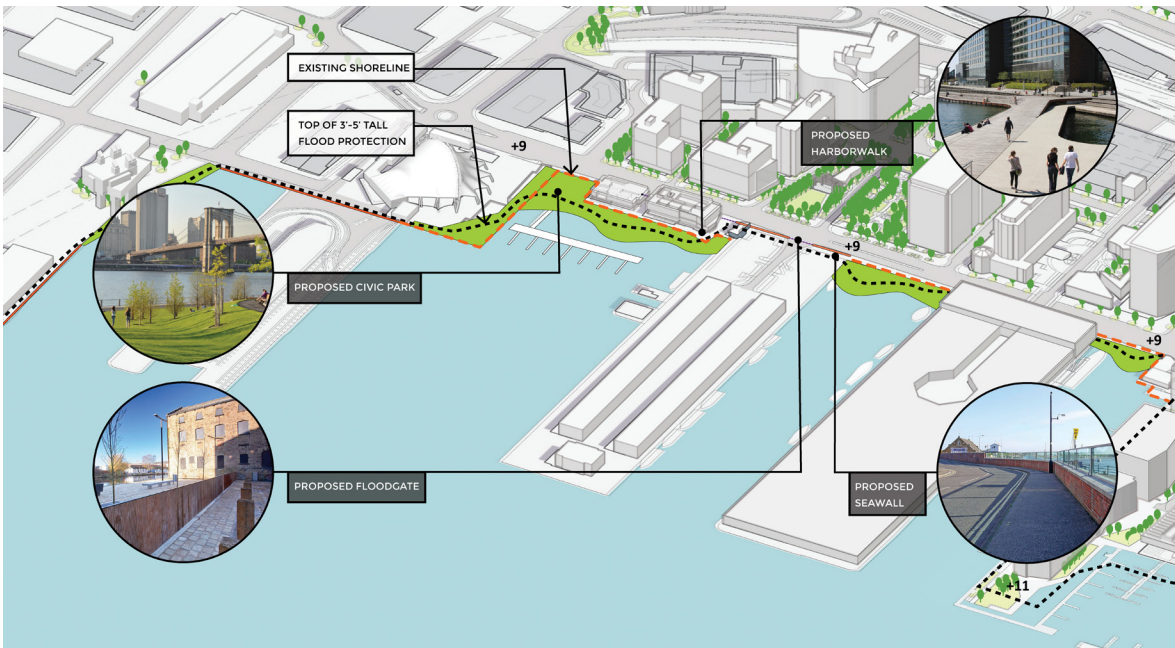 EXISTING SHORELINE
TOP OF 3'-5' TALL
FLOOD PROTECTION
+9
PROPOSED
HARBORWALK
PROPOSED CIVIC PARK
+9
+9
PROPOSED FLOODGATE
PROPOSED
SEAWALL
+11